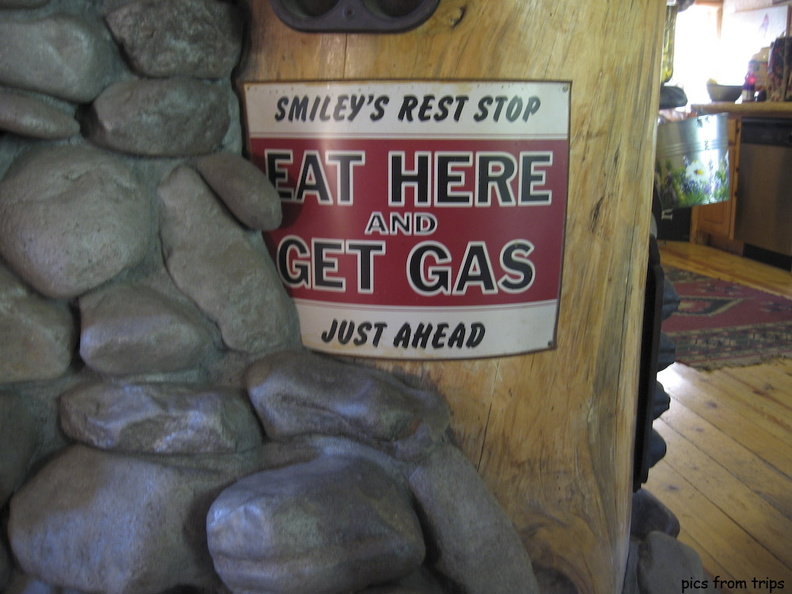 SMILEY'S REST STOP
EAT HERE
AND
GET GAS
JUST AHEAD
pics from trips